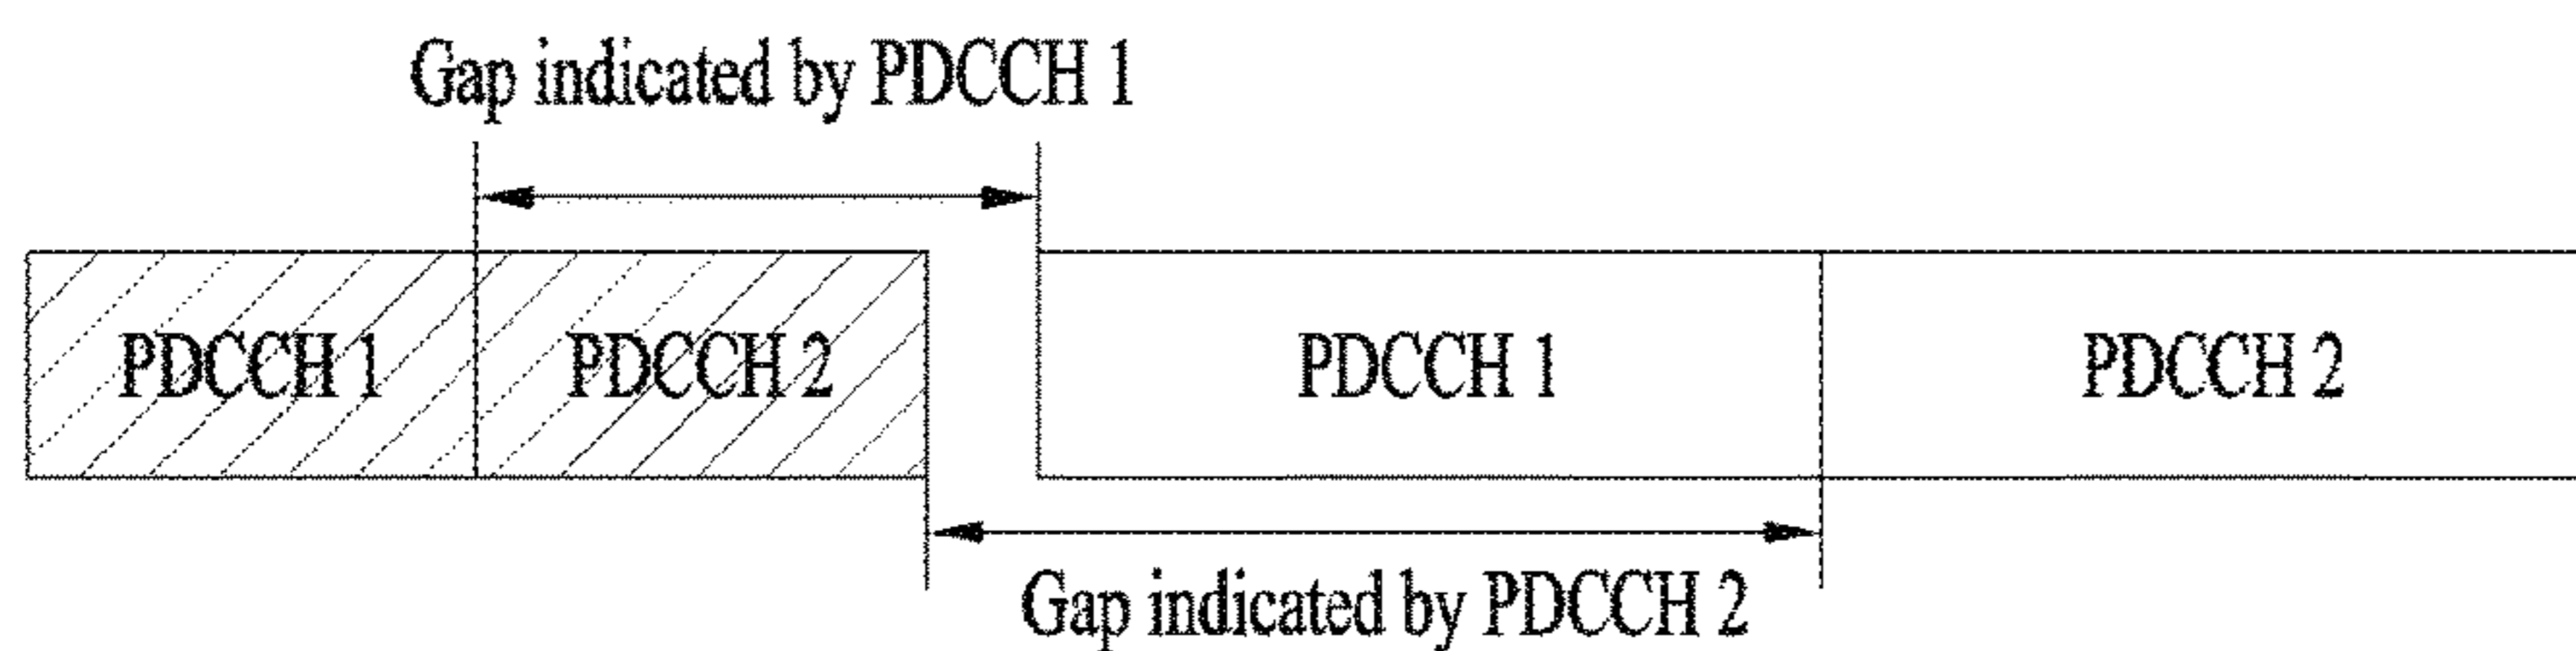 Gap indicated by PDCCH 1
PDCCH 1 PDCCH 2 PDCCH 1 PDCCH 2
Gap indicated by PDCCH 2